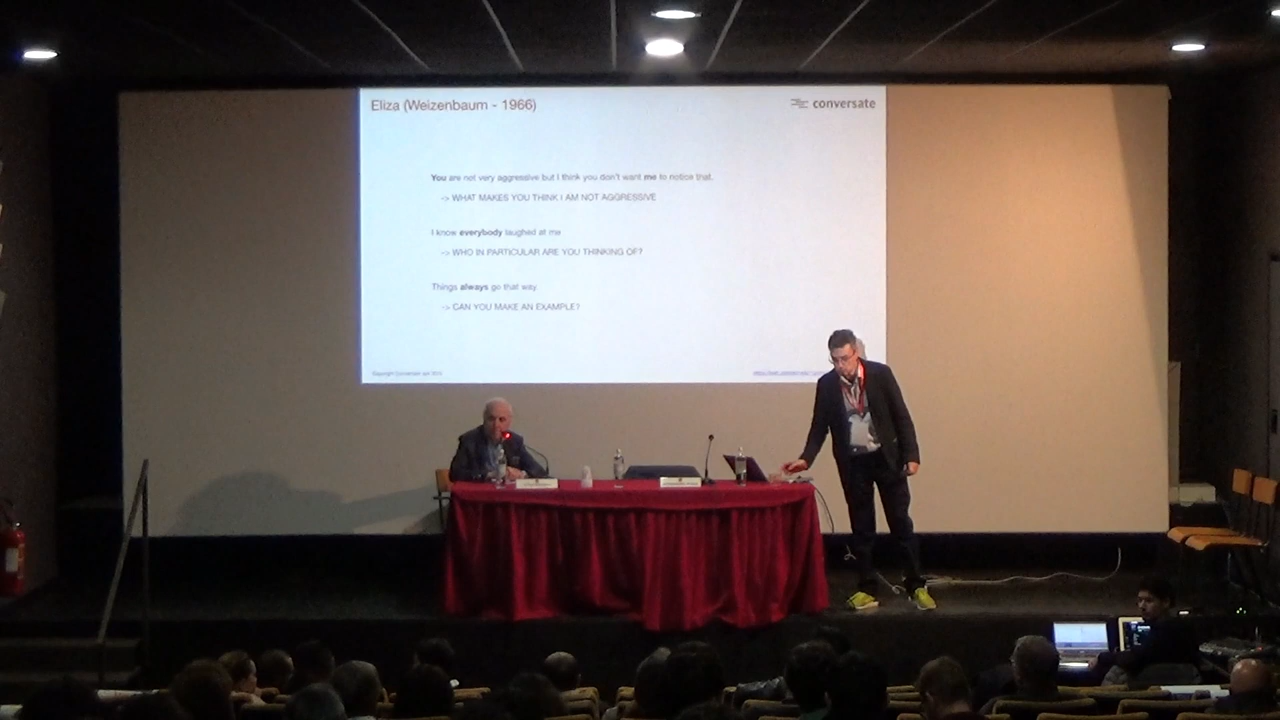 Eliza (Weizenbaum - 1966)
conversate
You are not very aggressive but I think you don't want me to notice that.
-> WHAT MAKES YOU THINK I AM NOT AGGRESSIVE
I know everybody laughed at me
-> WHO IN PARTICULAR ARE YOU THINKING OF?
Things always go that way
-> CAN YOU MAKE AN EXAMPLE?
Copyright Conversate